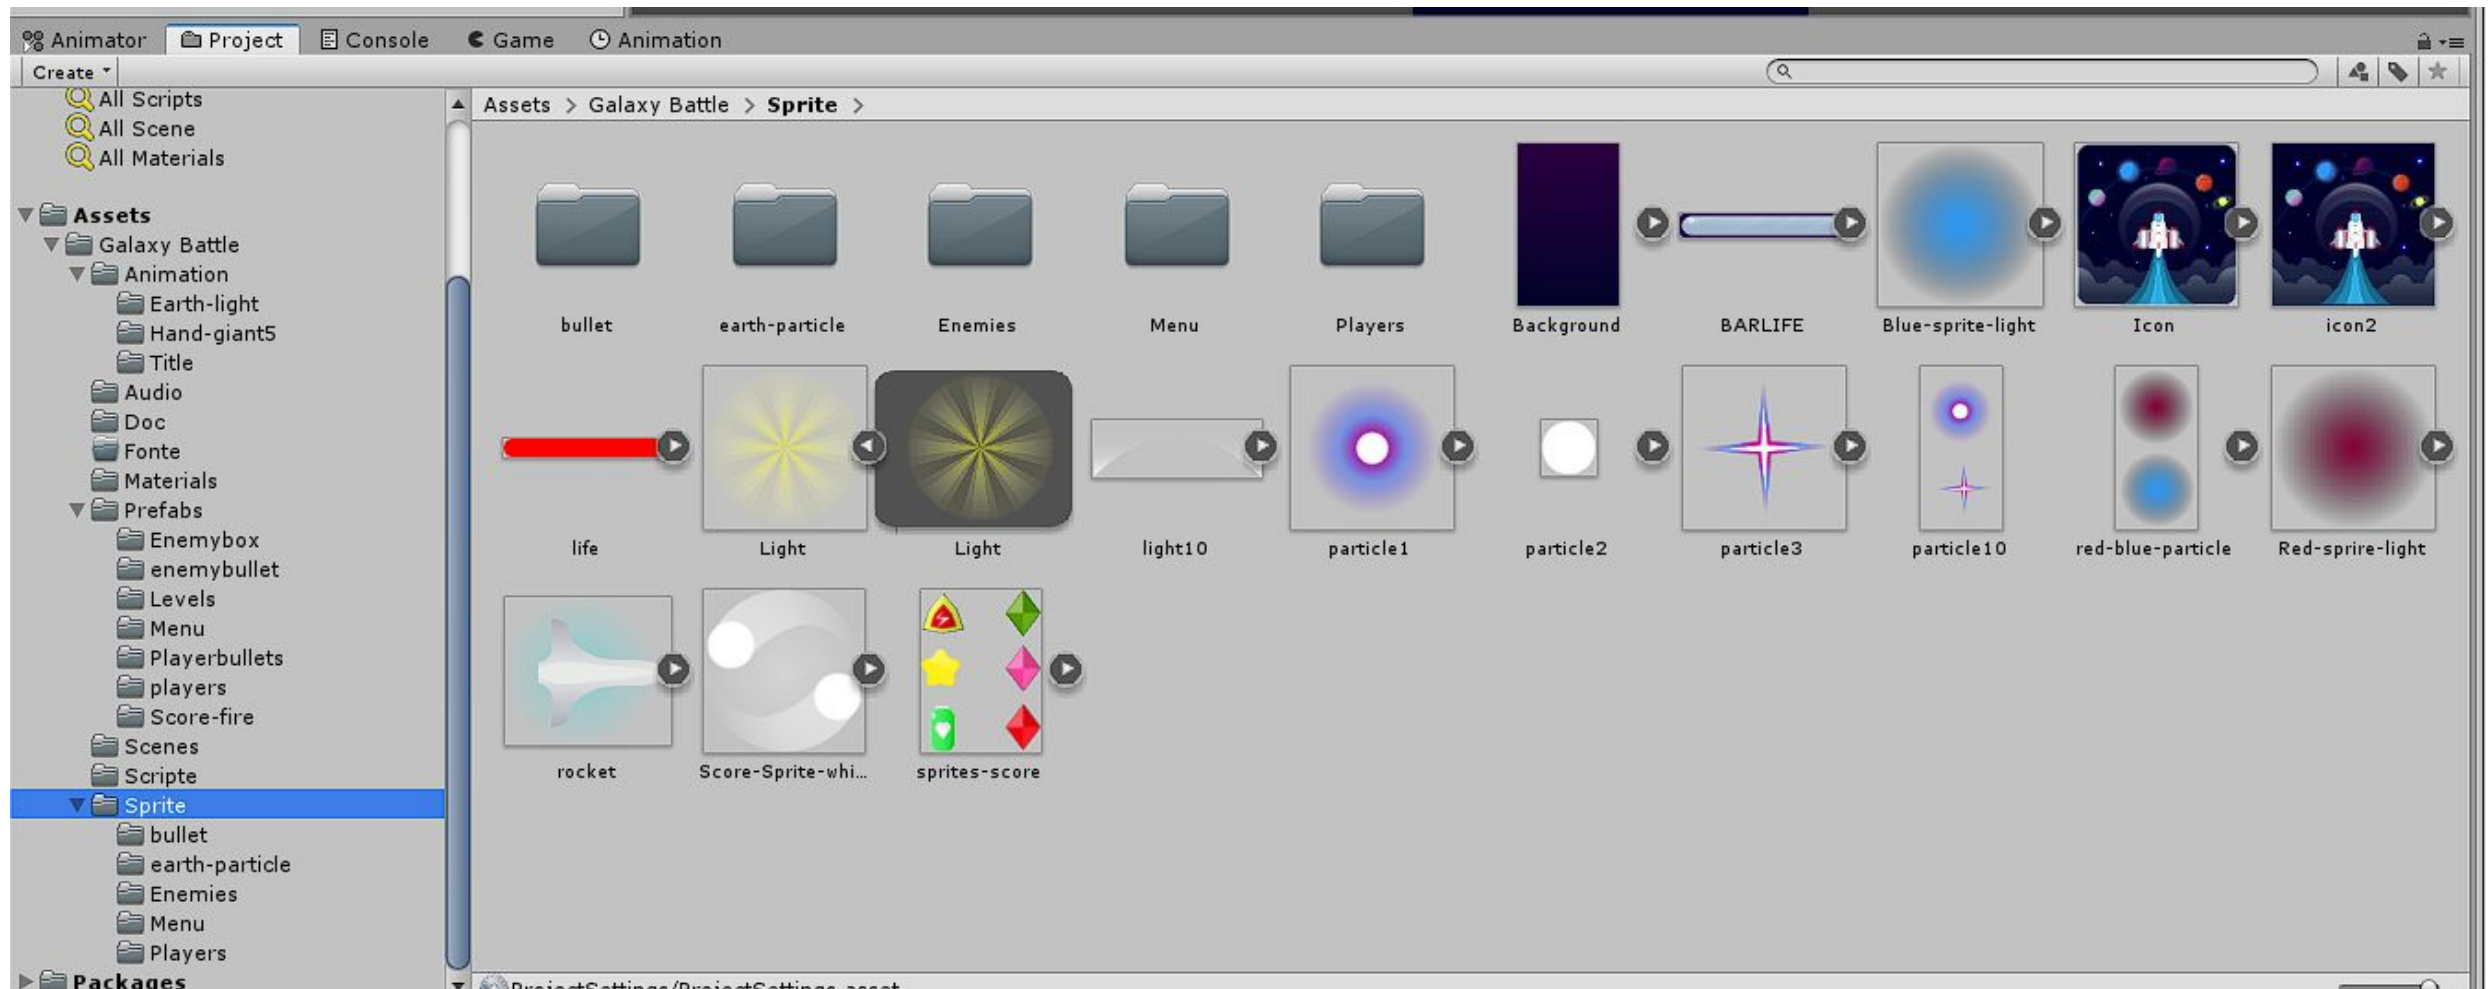 Animator Project Console Game Animation
Create
All Scripts
All Scene
All Materials
Assets
Galaxy Battle
Animation
Earth-light
Hand-giant5
Title
Audio
Doc
Fonte
Materials
Prefabs
Enemybox
enemybullet
Levels
Menu
Playerbullets
players
Score-fire
Scenes
Scripte
Sprite
bullet
earth-particle
Enemies
Menu
Players
Packages
Assets > Galaxy Battle > Sprite >
bullet earth-particle Enemies Menu Players Background BARLIFE Blue-sprite-light Icon icon2
life Light Light light10 particle1 particle2 particle3 particle10 red-blue-particle Red-sprire-light
rocket Score-Sprite-whi... sprites-score
ProjectSettings/ProjectSettings.asset